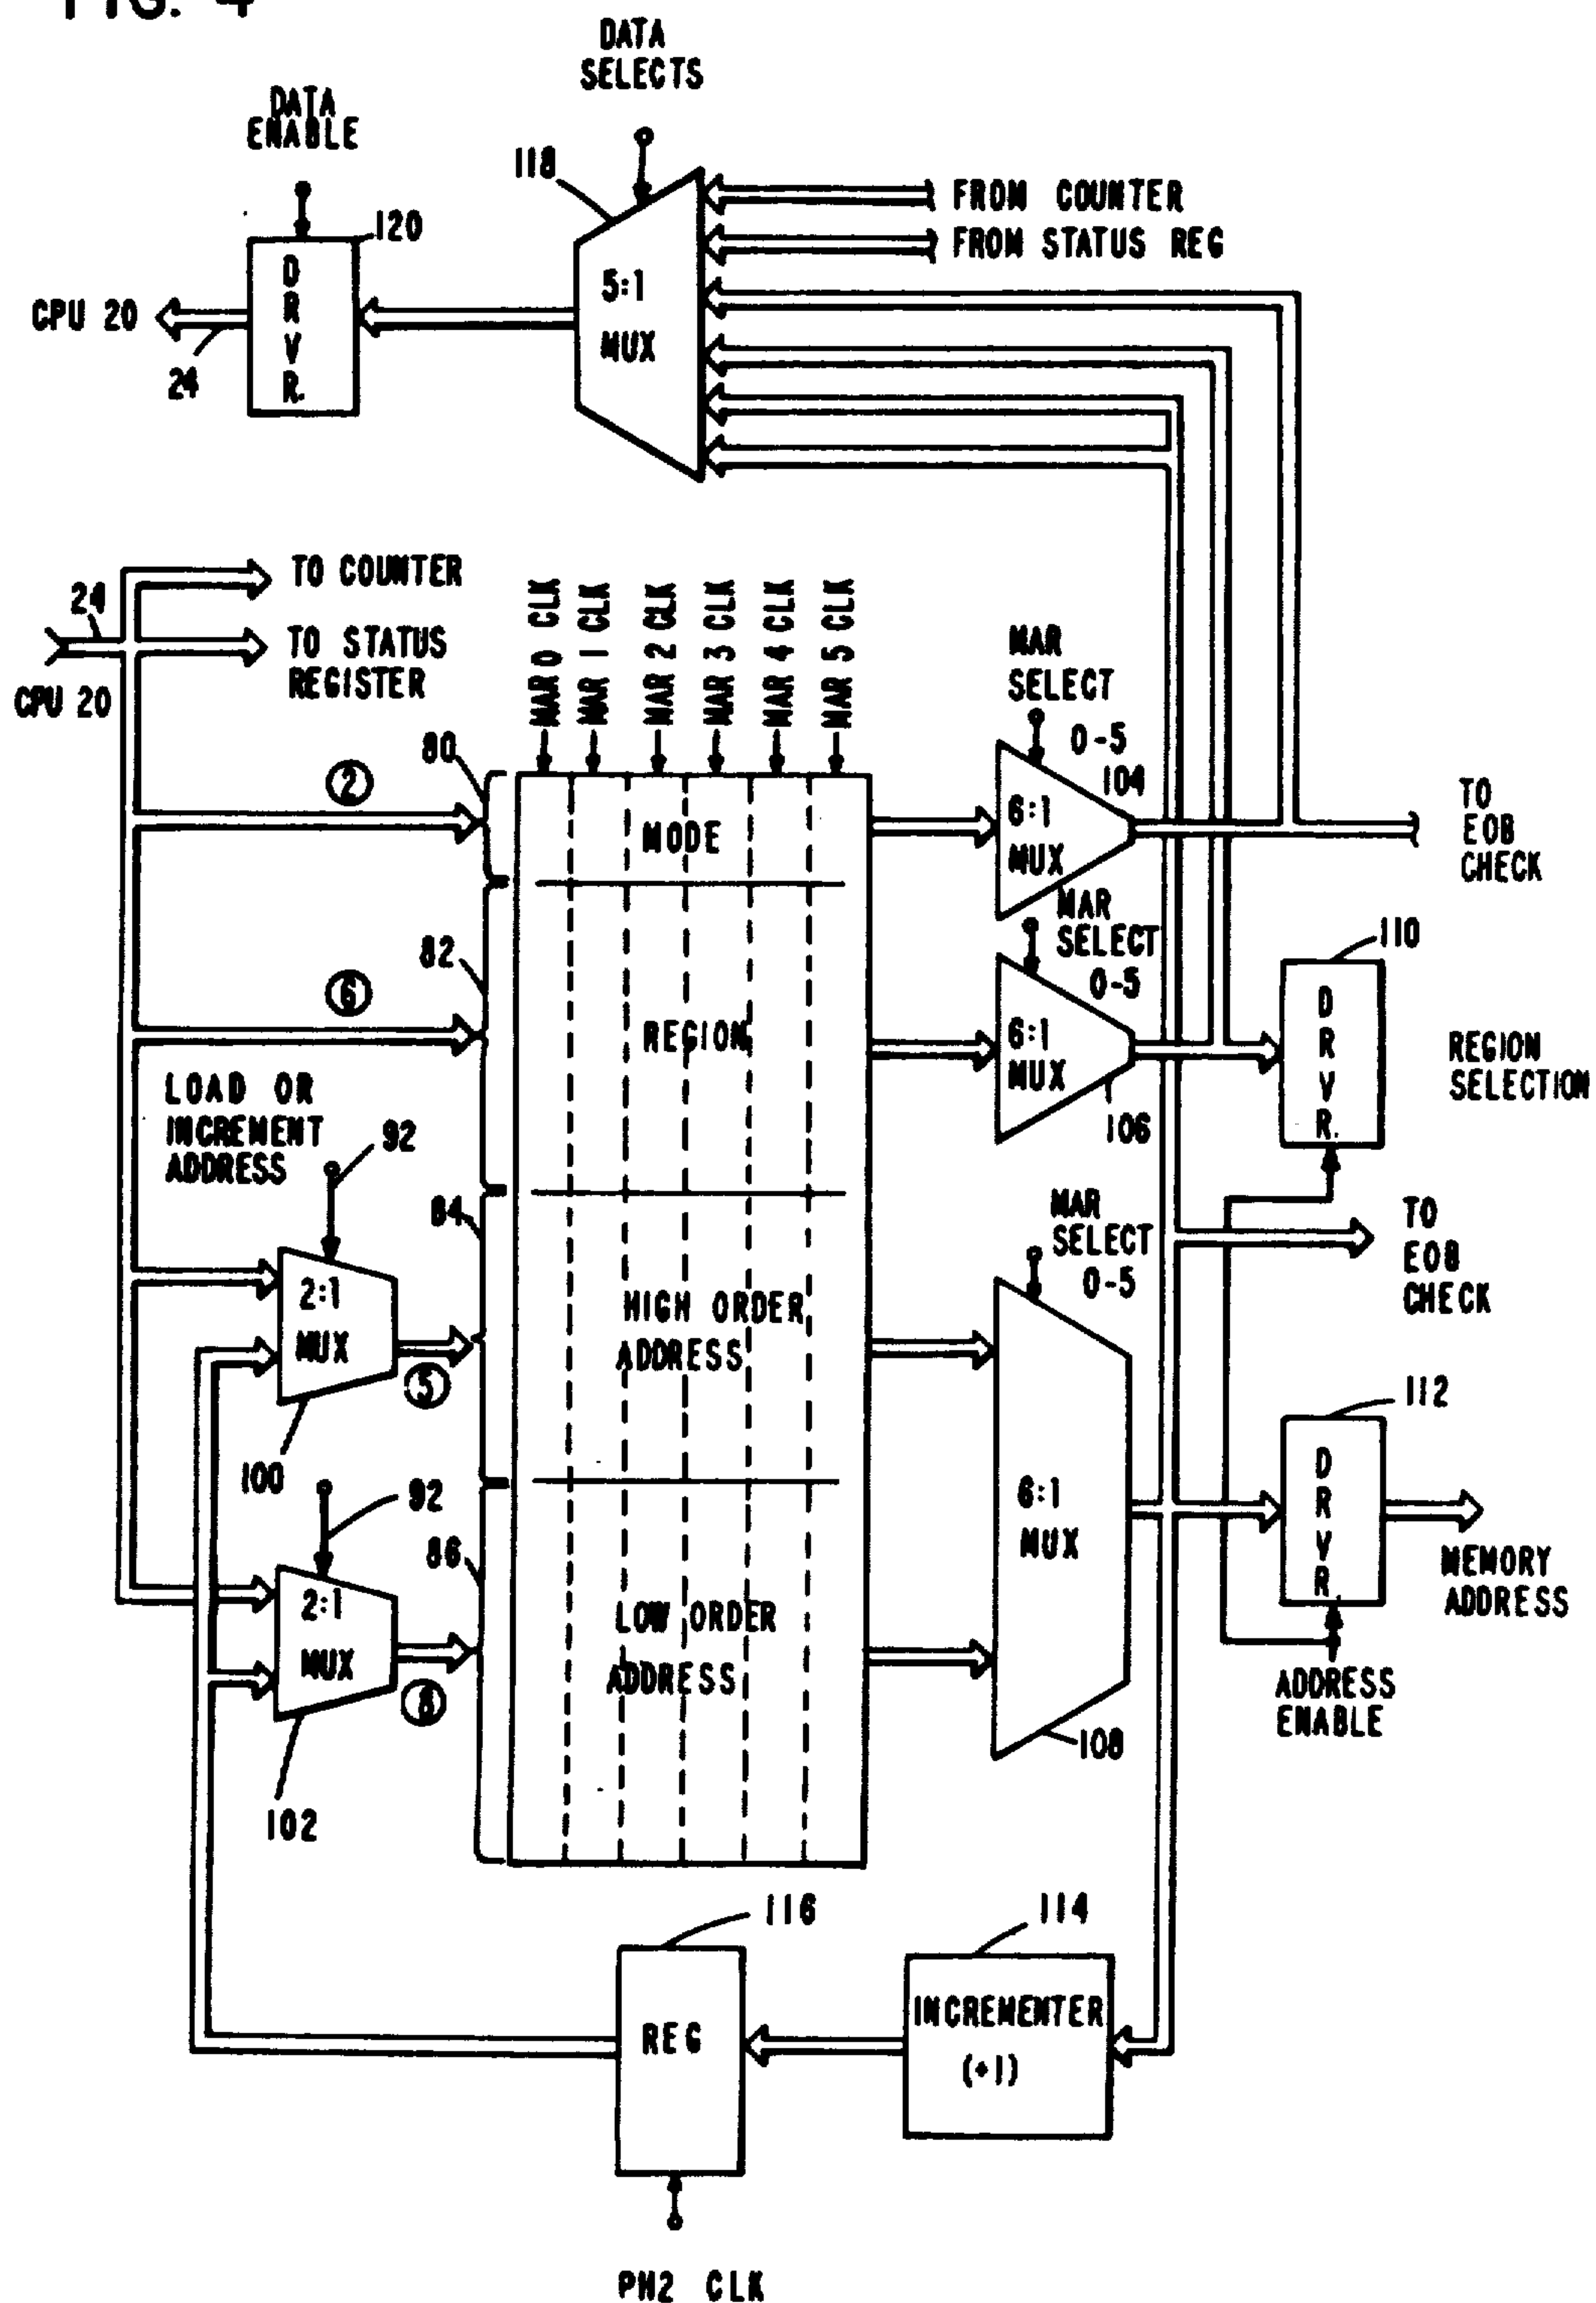 FIG. 4
DATA
SELECTS
DATA
ENABLE
118
120
FROM COUNTER
FROM STATUS REG
CPU 20
24
D
R
V
R.
5:1
MUX
TO COUNTER
24
TO STATUS
REGISTER
CPU 20
MAR 0 CLK
MAR 1 CLK
MAR 2 CLK
MAR 3 CLK
MAR 4 CLK
MAR 5 CLK
MAR
SELECT
0-5
104
80
2
MODE
6:1
MUX
TO
EOB
CHECK
MAR
SELECT
0-5
82
6
REGION
6:1
MUX
106
110
D
R
V
R.
REGION
SELECTION
LOAD OR
INCREMENT
ADDRESS
92
84
2:1
MUX
5
100
HIGH ORDER
ADDRESS
MAR
SELECT
0-5
TO
EOB
CHECK
112
92
86
2:1
MUX
8
102
LOW ORDER
ADDRESS
6:1
MUX
108
D
R
V
R
MEMORY
ADDRESS
ADDRESS
ENABLE
116
114
REG
INCREMENTER
(+1)
PH2 CLK